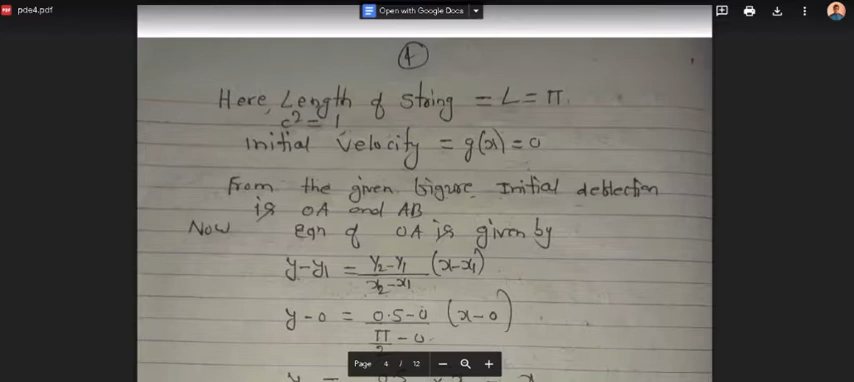 pde4.pdf
Open with Google Docs
4
Here, Length of String = L = π.
c² = 1
initial velocity = g(x) = 0
From the given figure Initial deflection
is OA and AB
Now eqn of OA is given by
y-y₁ = (y₂-y₁)/(x₂-x₁) (x-x₁)
y-0 = (0.5-0)/(π/2 - 0) (x-0)
Page 4 / 12